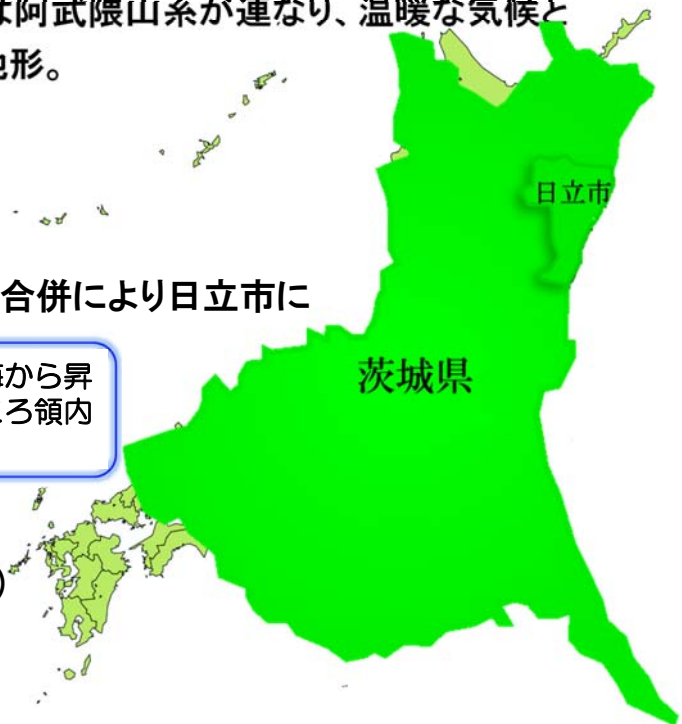 は阿武隈山系が連なり、温暖な気候と
地形。
日立市
合併により日立市に
海から昇
ころ領内
茨城県
)